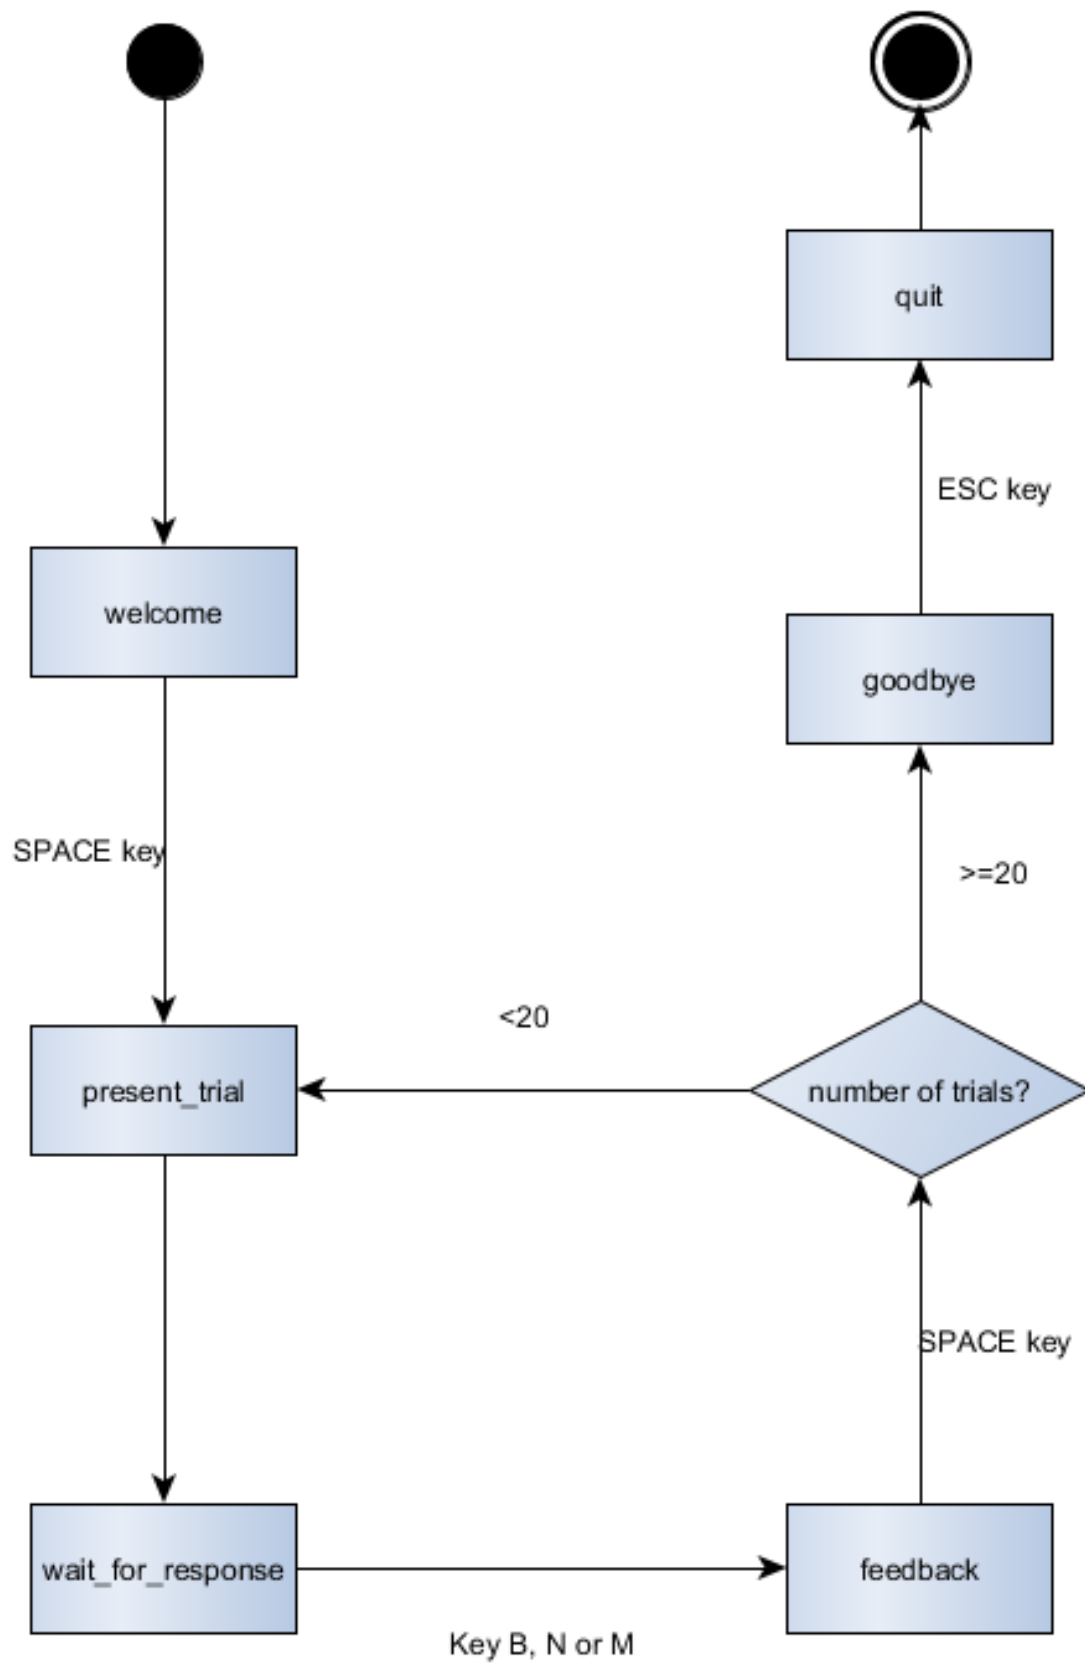 quit
ESC key
welcome
goodbye
SPACE key
>=20
<20
present_trial
number of trials?
SPACE key
wait_for_response
feedback
Key B, N or M